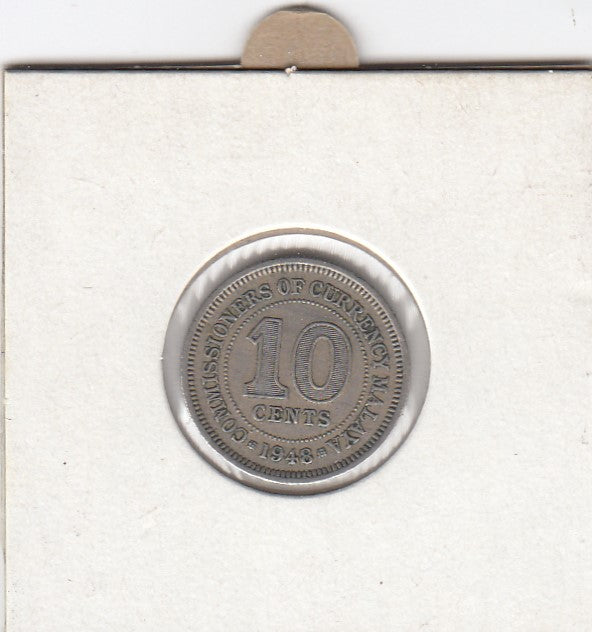 COMMISSIONERS OF CURRENCY MALAYA
10
CENTS
1948